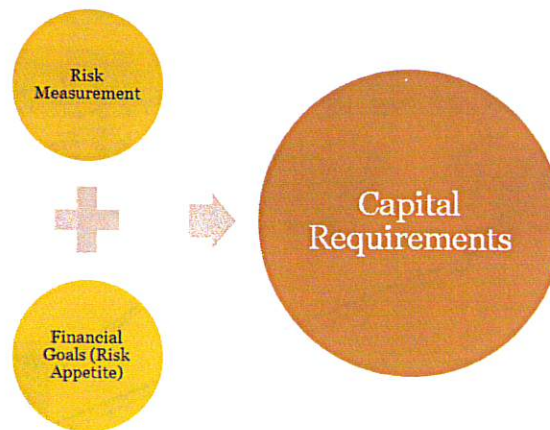 Risk
Measurement
Capital
Requirements
Financial
Goals (Risk
Appetite)